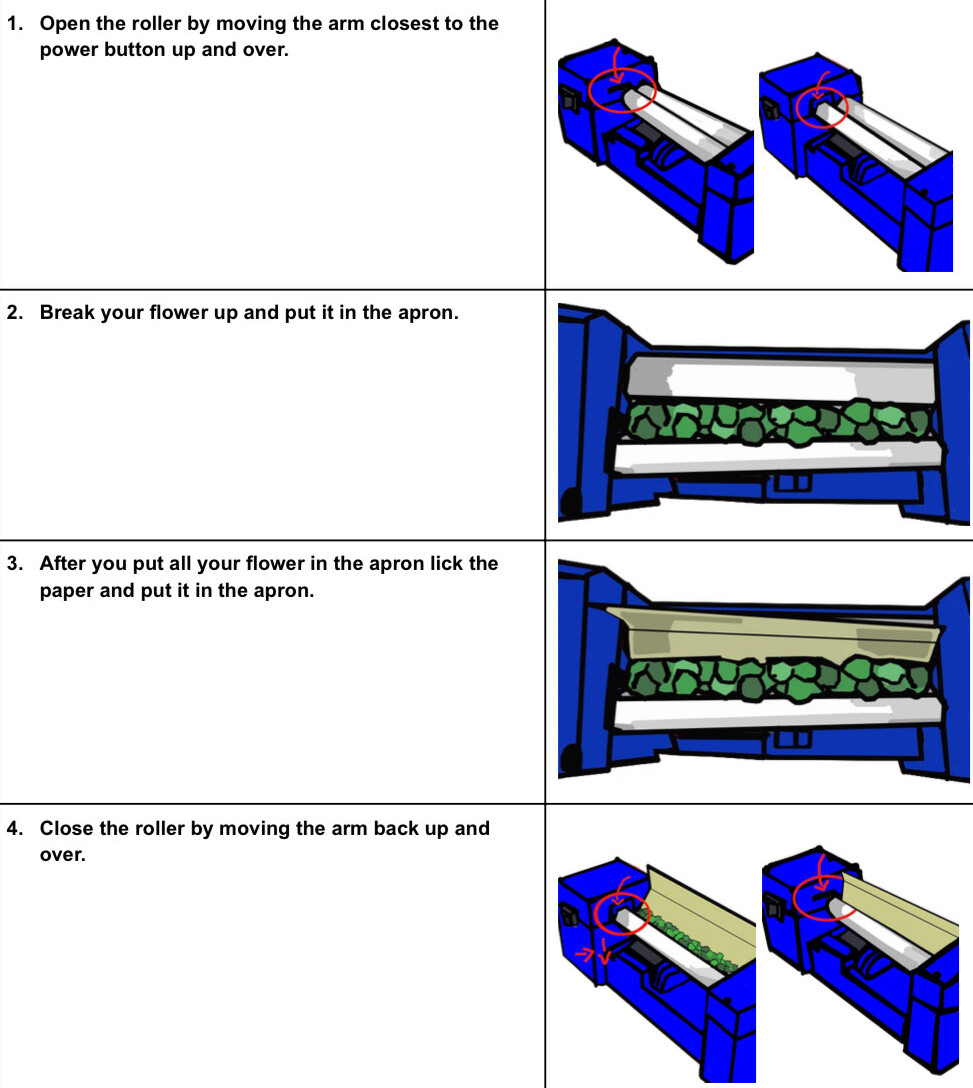 1. Open the roller by moving the arm closest to the
power button up and over.
2. Break your flower up and put it in the apron.
3. After you put all your flower in the apron lick the
paper and put it in the apron.
4. Close the roller by moving the arm back up and
over.